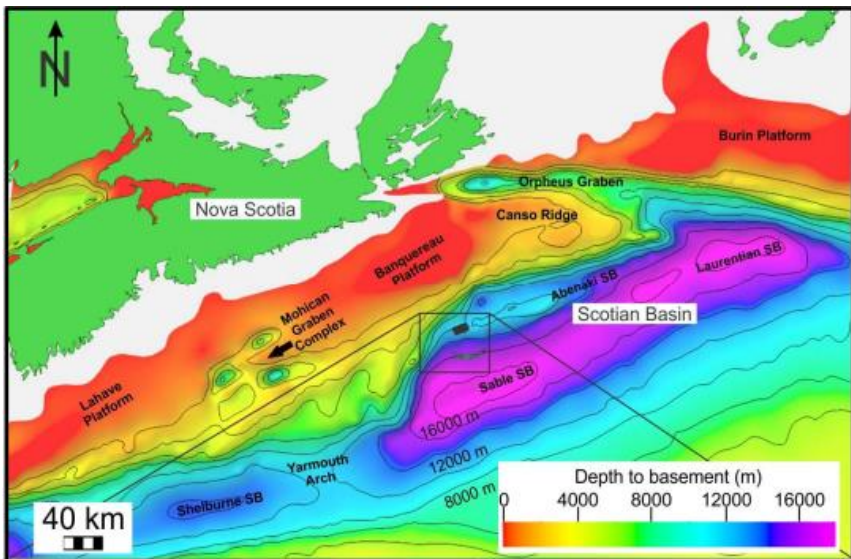 N
Burin Platform
Orpheus Graben
Nova Scotia
Canso Ridge
Banquereau
Platform
Laurentian SB
Abenaki SB
Mohican
Graben
Complex
Scotian Basin
Sable SB
Lahave
Platform
16000 m
Yarmouth
Arch
12000 m
8000 m
Shelburne SB
40 km
Depth to basement (m)
0 4000 8000 12000 16000